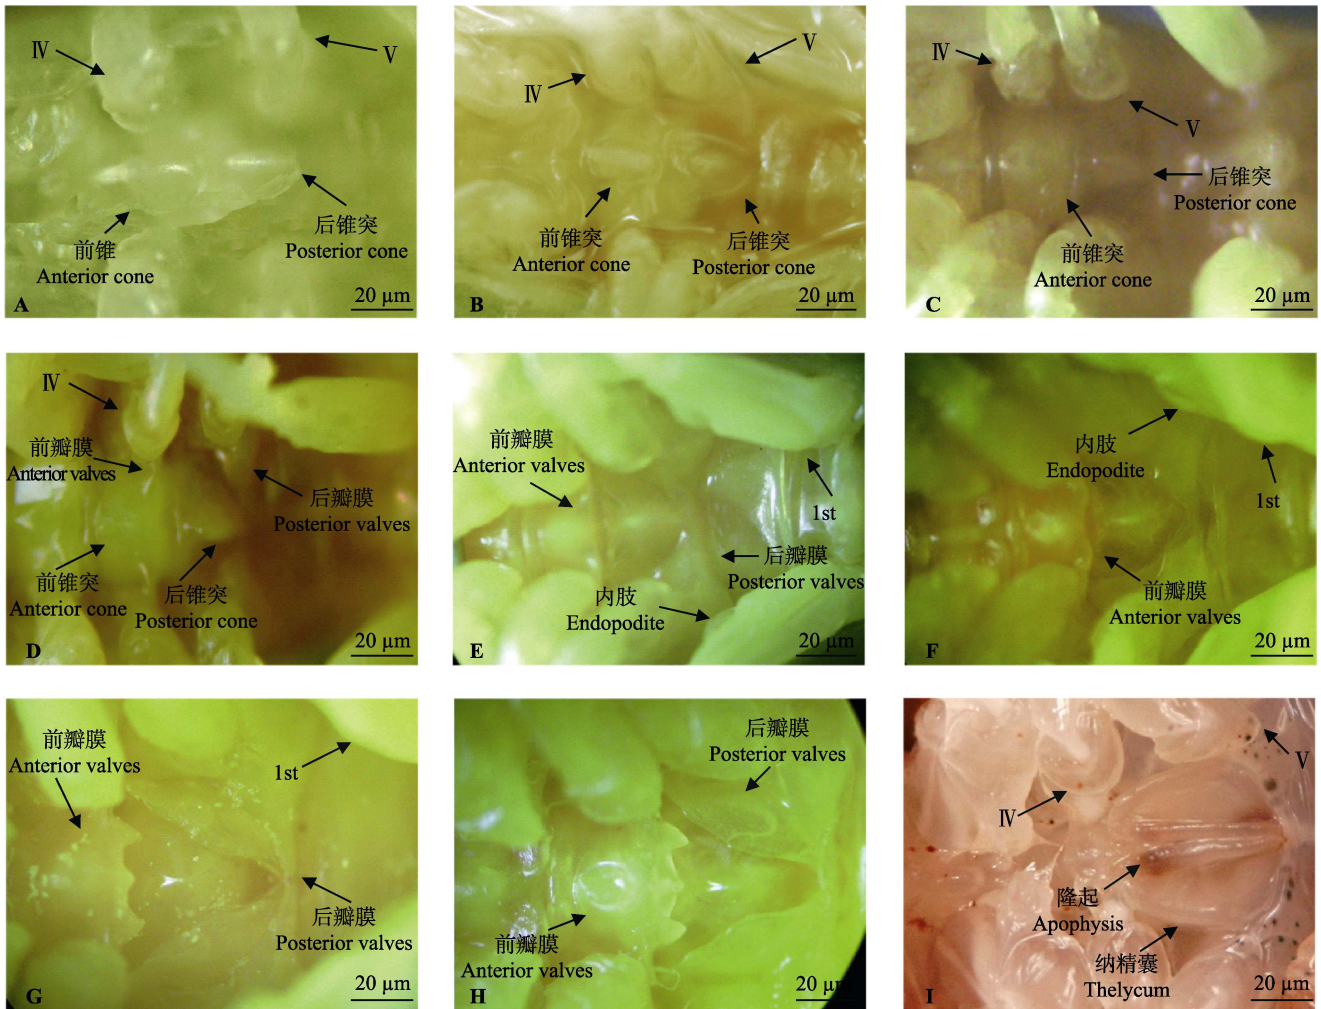 Ⅳ
Ⅴ
后锥突
Posterior cone
前锥
Anterior cone
A
20 μm
Ⅴ
Ⅳ
前锥突
Anterior cone
后锥突
Posterior cone
B
20 μm
Ⅳ
Ⅴ
后锥突
Posterior cone
前锥突
Anterior cone
C
20 μm
Ⅳ
前瓣膜
Anterior valves
后瓣膜
Posterior valves
前锥突
Anterior cone
后锥突
Posterior cone
D
20 μm
前瓣膜
Anterior valves
1st
后瓣膜
Posterior valves
内肢
Endopodite
E
20 μm
内肢
Endopodite
1st
前瓣膜
Anterior valves
F
20 μm
前瓣膜
Anterior valves
1st
后瓣膜
Posterior valves
G
20 μm
后瓣膜
Posterior valves
前瓣膜
Anterior valves
H
20 μm
Ⅴ
Ⅳ
隆起
Apophysis
纳精囊
Thelycum
I
20 μm